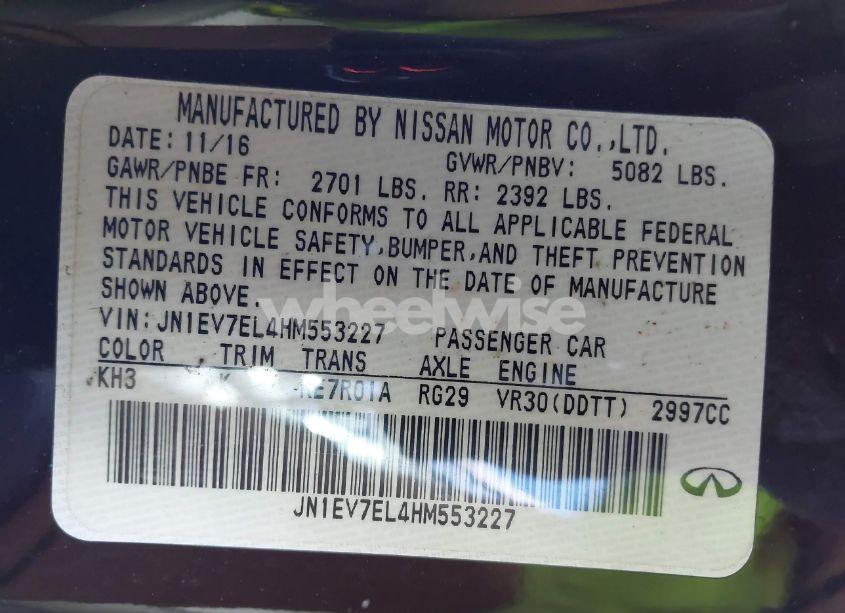 MANUFACTURED BY NISSAN MOTOR CO.,LTD.
DATE: 11/16 GVWR/PNBV: 5082 LBS.
GAWR/PNBE FR: 2701 LBS. RR: 2392 LBS.
THIS VEHICLE CONFORMS TO ALL APPLICABLE FEDERAL
MOTOR VEHICLE SAFETY,BUMPER,AND THEFT PREVENTION
STANDARDS IN EFFECT ON THE DATE OF MANUFACTURE
SHOWN ABOVE.
wheelwise
VIN:JN1EV7EL4HM553227 PASSENGER CAR
COLOR TRIM TRANS AXLE ENGINE
KH3 RE7R01A RG29 VR30(DDTT) 2997CC
JN1EV7EL4HM553227